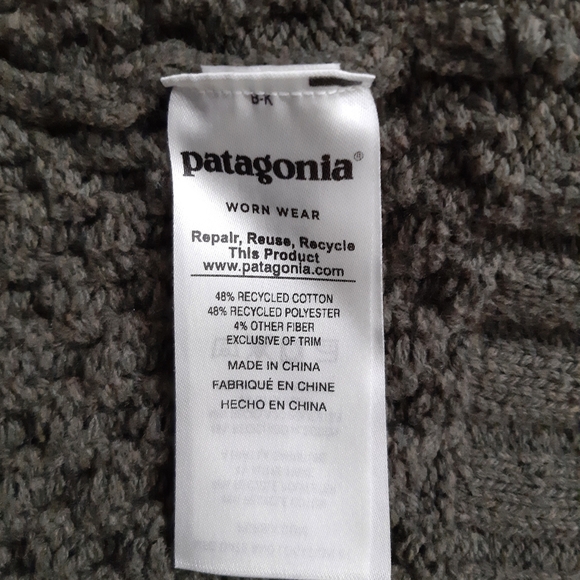 B-K
patagonia®
WORN WEAR
Repair, Reuse, Recycle
This Product
www.patagonia.com
48% RECYCLED COTTON
48% RECYCLED POLYESTER
4% OTHER FIBER
EXCLUSIVE OF TRIM
MADE IN CHINA
FABRIQUÉ EN CHINE
HECHO EN CHINA